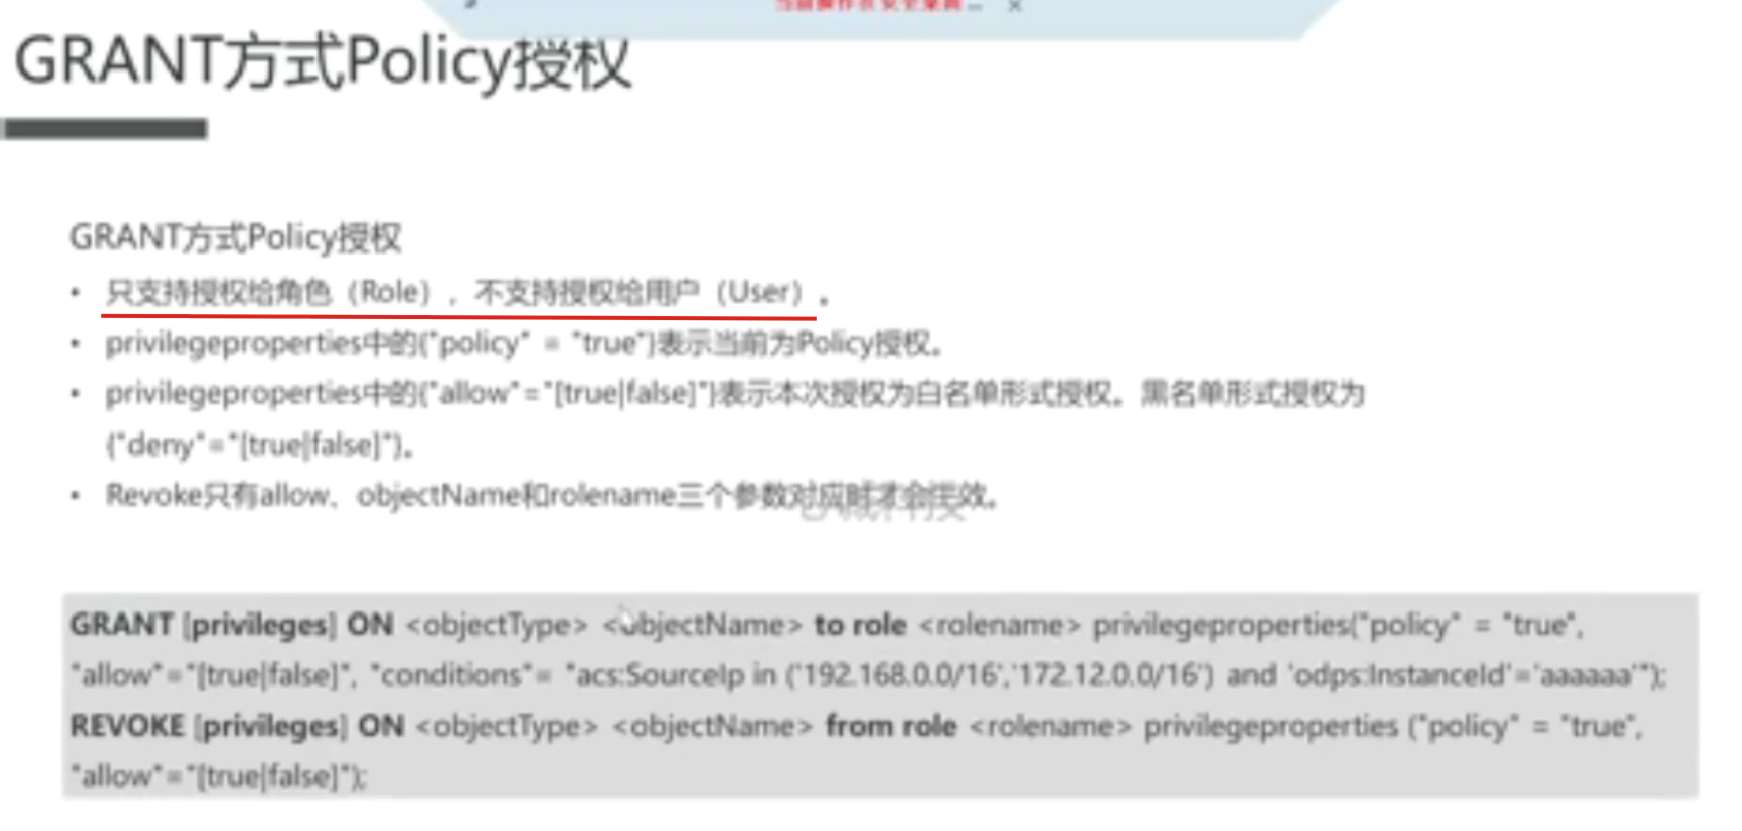 当前操作在安全桌面...  ×
GRANT方式Policy授权
GRANT方式Policy授权
• 只支持授权给角色（Role），不支持授权给用户（User）。
• privilegeproperties中的{"policy" = "true"}表示当前为Policy授权。
• privilegeproperties中的{"allow"="[true|false]"}表示本次授权为白名单形式授权。黑名单形式授权为
{"deny"="[true|false]"}。
• Revoke只有allow、objectName和rolename三个参数对应时才会生效。
GRANT [privileges] ON <objectType> <objectName> to role <rolename> privilegeproperties("policy" = "true",
"allow"="[true|false]", "conditions"= "acs:SourceIp in ('192.168.0.0/16','172.12.0.0/16') and 'odps:InstanceId'='aaaaaa'");
REVOKE [privileges] ON <objectType> <objectName> from role <rolename> privilegeproperties ("policy" = "true",
"allow"="[true|false]");